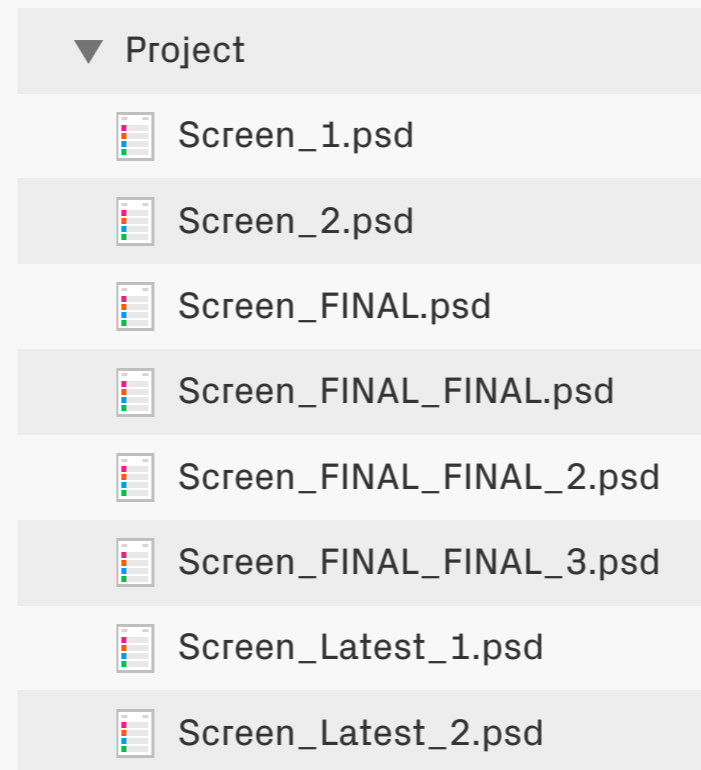 Project
Screen_1.psd
Screen_2.psd
Screen_FINAL.psd
Screen_FINAL_FINAL.psd
Screen_FINAL_FINAL_2.psd
Screen_FINAL_FINAL_3.psd
Screen_Latest_1.psd
Screen_Latest_2.psd